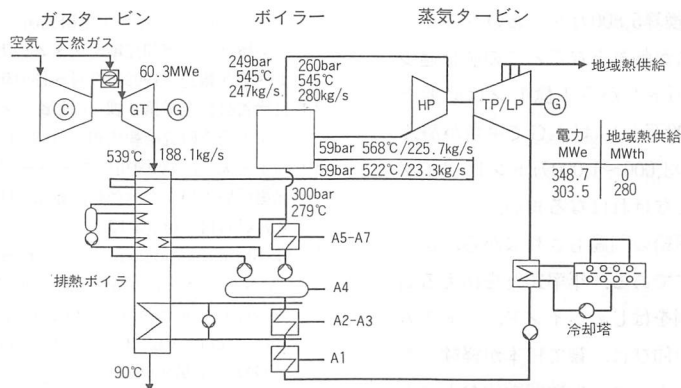 ガスタービン
ボイラー
蒸気タービン
空気
天然ガス
60.3MWe
249bar
545℃
247kg/s
260bar
545℃
280kg/s
地域熱供給
C
GT
G
HP
TP/LP
G
電力
MWe
地域熱供給
MWth
348.7
0
303.5
280
539℃
188.1kg/s
59bar 568℃/225.7kg/s
59bar 522℃/23.3kg/s
300bar
279℃
A5-A7
排熱ボイラ
A4
A2-A3
冷却塔
A1
90℃